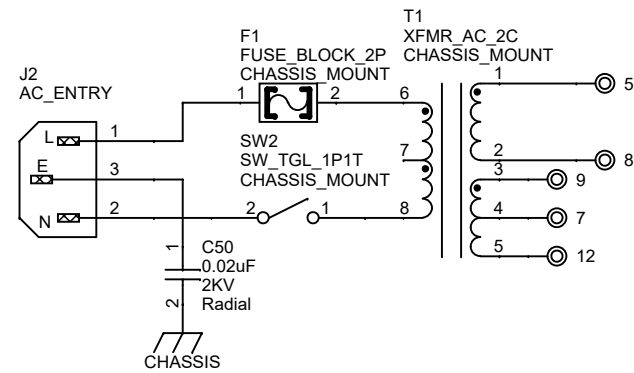 T1
XFMR_AC_2C
CHASSIS_MOUNT
F1
FUSE_BLOCK_2P
CHASSIS_MOUNT
J2
AC_ENTRY
1 5
1 2 6
L 1
SW2
SW_TGL_1P1T
CHASSIS_MOUNT
7
2 8
E 3
3 9
N 2
2 1 8
4 7
5 12
1
C50
0.02uF
2KV
Radial
2
CHASSIS